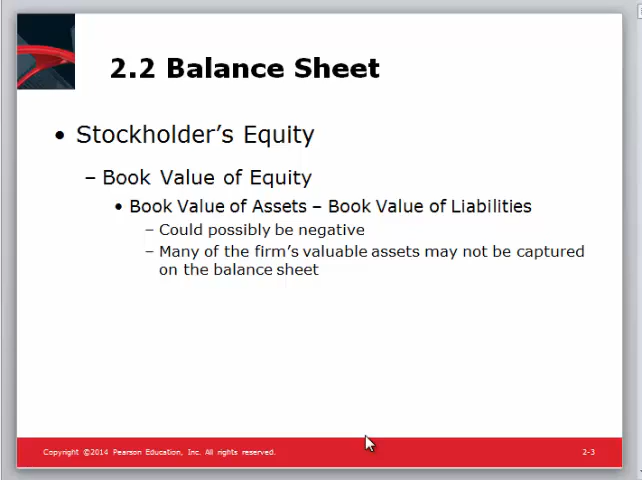 2.2 Balance Sheet
• Stockholder's Equity
– Book Value of Equity
• Book Value of Assets – Book Value of Liabilities
– Could possibly be negative
– Many of the firm's valuable assets may not be captured
on the balance sheet
Copyright ©2014 Pearson Education, Inc. All rights reserved.
2-3